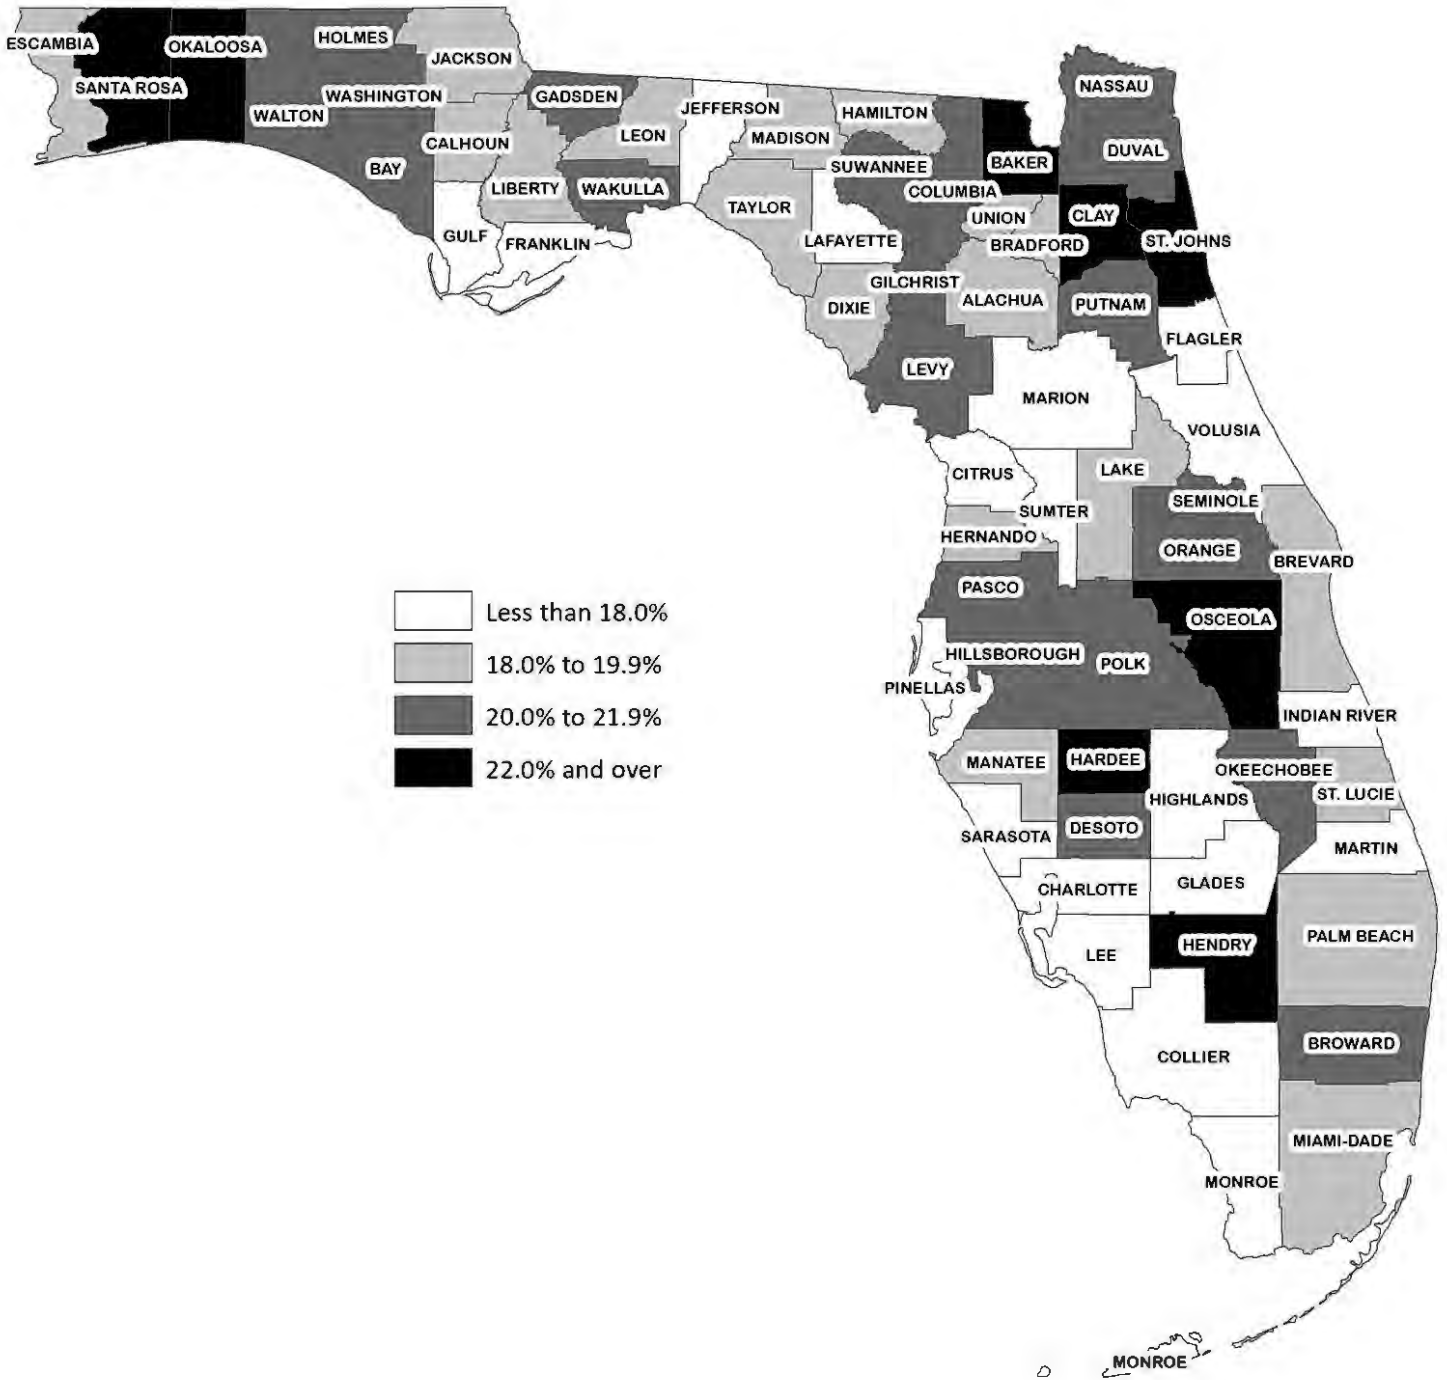 ESCAMBIA
SANTA ROSA
OKALOOSA
HOLMES
WASHINGTON
WALTON
BAY
JACKSON
CALHOUN
GULF
LIBERTY
FRANKLIN
GADSDEN
LEON
WAKULLA
JEFFERSON
MADISON
TAYLOR
HAMILTON
SUWANNEE
LAFAYETTE
DIXIE
COLUMBIA
GILCHRIST
LEVY
BAKER
UNION
BRADFORD
ALACHUA
NASSAU
DUVAL
CLAY
ST. JOHNS
PUTNAM
FLAGLER
MARION
VOLUSIA
CITRUS
SUMTER
LAKE
HERNANDO
SEMINOLE
ORANGE
BREVARD
PASCO
OSCEOLA
HILLSBOROUGH
POLK
PINELLAS
INDIAN RIVER
MANATEE
HARDEE
HIGHLANDS
OKEECHOBEE
ST. LUCIE
SARASOTA
DESOTO
MARTIN
CHARLOTTE
GLADES
LEE
HENDRY
PALM BEACH
COLLIER
BROWARD
MIAMI-DADE
MONROE
MONROE
Less than 18.0%
18.0% to 19.9%
20.0% to 21.9%
22.0% and over